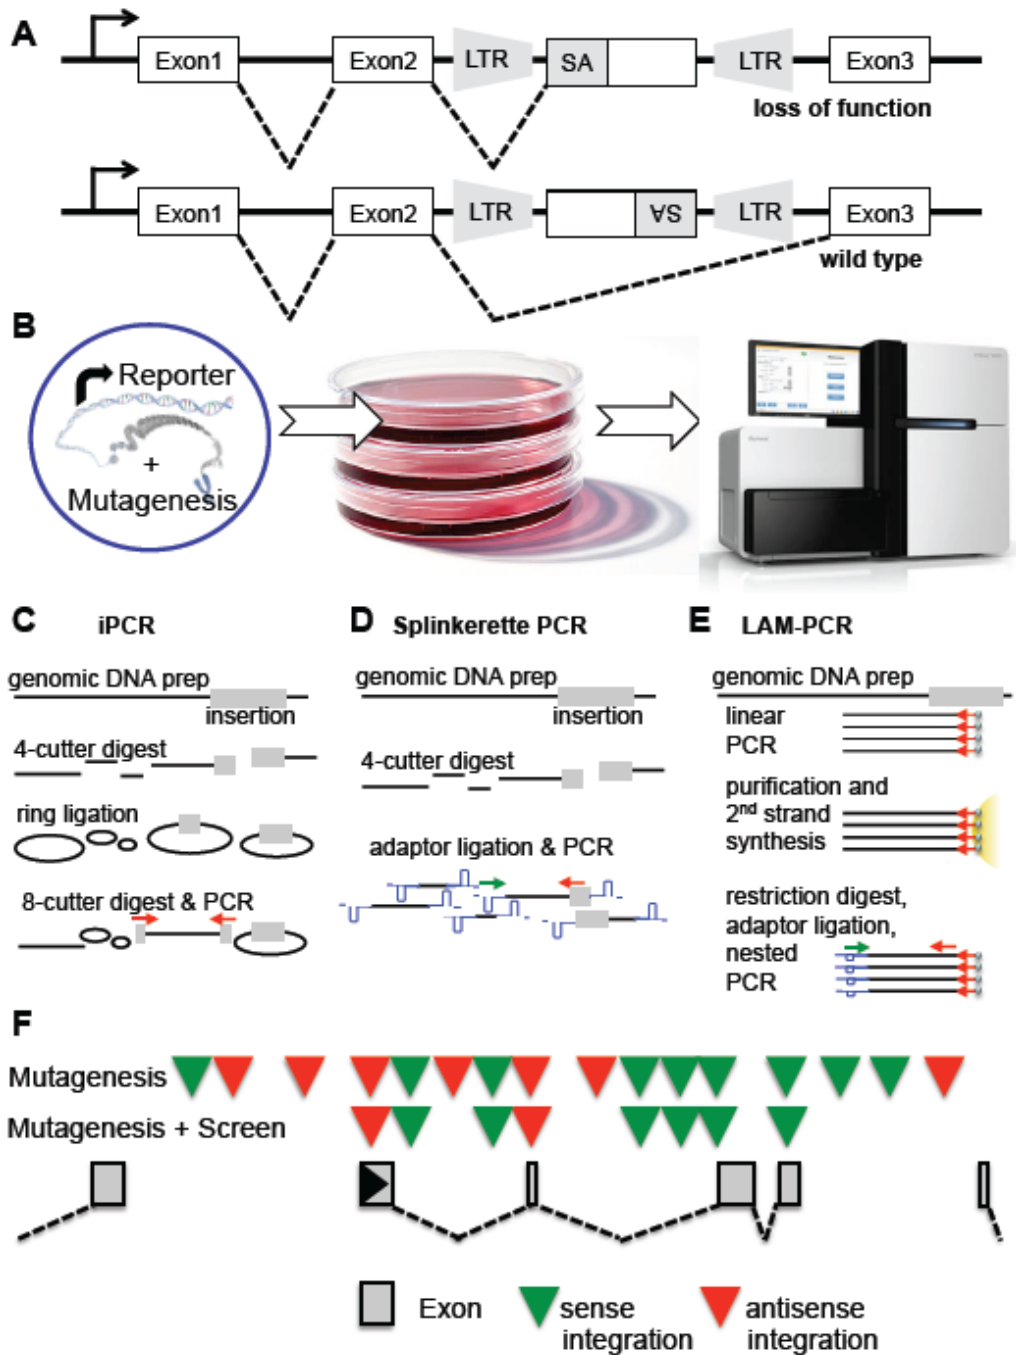 A
Exon1 Exon2 LTR SA LTR Exon3
loss of function
Exon1 Exon2 LTR SA LTR Exon3
wild type
B
Reporter
+
Mutagenesis
C iPCR
genomic DNA prep
insertion
4-cutter digest
ring ligation
8-cutter digest & PCR
D Splinkerette PCR
genomic DNA prep
insertion
4-cutter digest
adaptor ligation & PCR
E LAM-PCR
genomic DNA prep
linear
PCR
purification and
2nd strand
synthesis
restriction digest,
adaptor ligation,
nested
PCR
F
Mutagenesis
Mutagenesis + Screen
Exon
sense
integration
antisense
integration